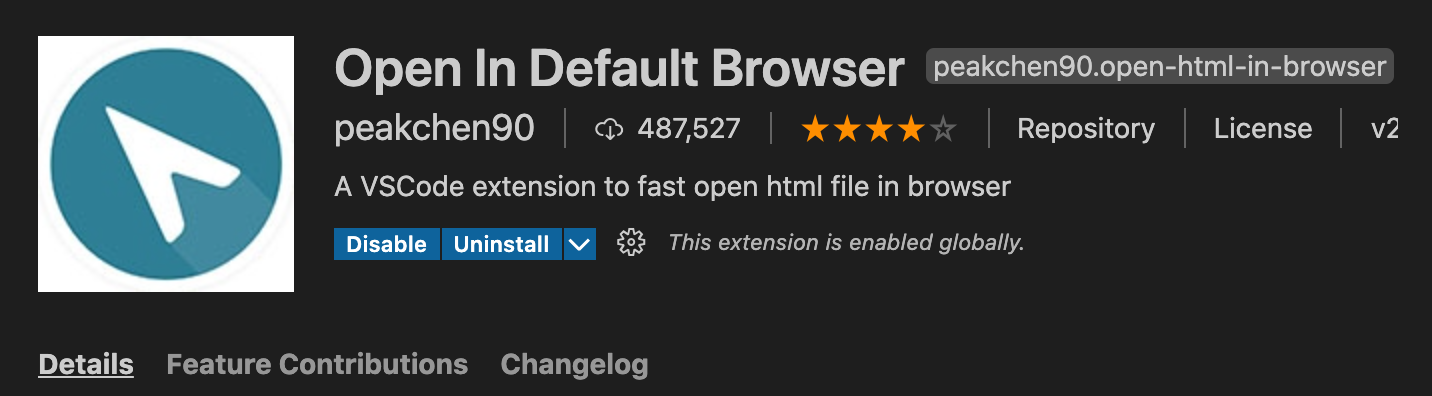 Open In Default Browser peakchen90.open-html-in-browser
peakchen90 487,527 Repository License v2
A VSCode extension to fast open html file in browser
Disable Uninstall This extension is enabled globally.
Details Feature Contributions Changelog